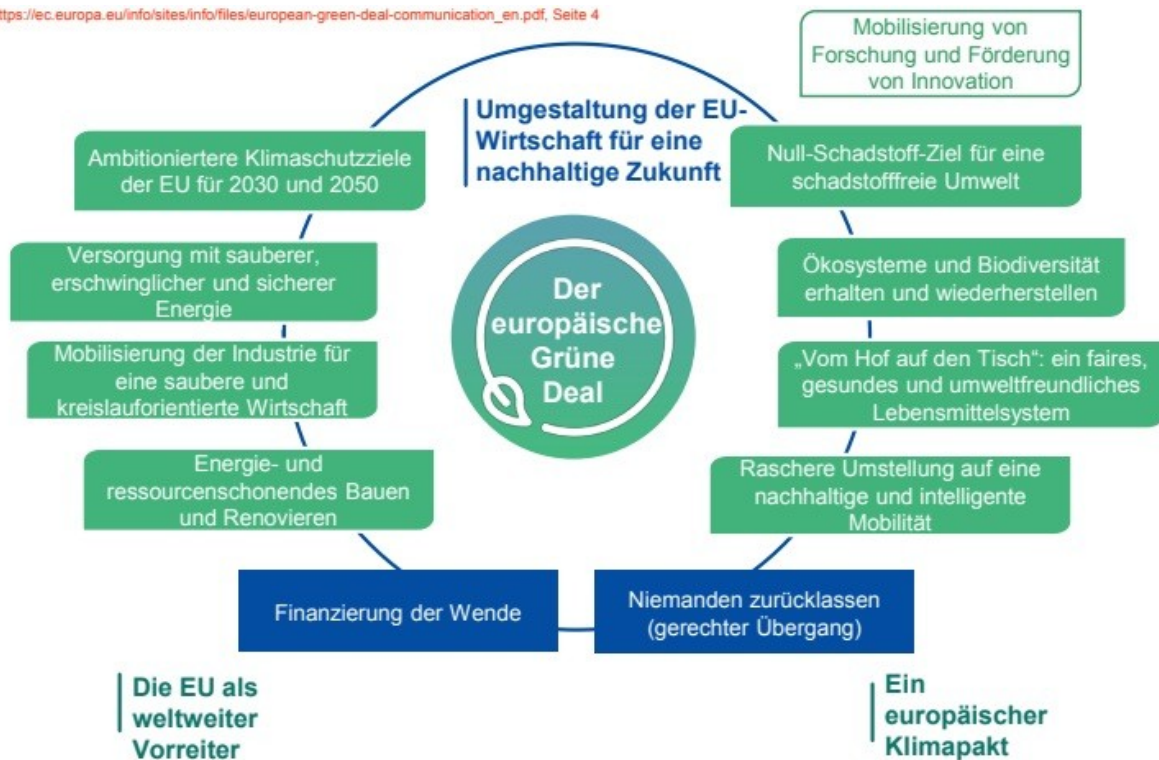 ttps://ec.europa.eu/info/sites/info/files/european-green-deal-communication_en.pdf, Seite 4
Mobilisierung von
Forschung und Förderung
von Innovation
Umgestaltung der EU-
Wirtschaft für eine
nachhaltige Zukunft
Ambitioniertere Klimaschutzziele
der EU für 2030 und 2050
Null-Schadstoff-Ziel für eine
schadstofffreie Umwelt
Versorgung mit sauberer,
erschwinglicher und sicherer
Energie
Ökosysteme und Biodiversität
erhalten und wiederherstellen
Der
europäische
Grüne
Deal
Mobilisierung der Industrie für
eine saubere und
kreislauforientierte Wirtschaft
„Vom Hof auf den Tisch“: ein faires,
gesundes und umweltfreundliches
Lebensmittelsystem
Energie- und
ressourcenschonendes Bauen
und Renovieren
Raschere Umstellung auf eine
nachhaltige und intelligente
Mobilität
Finanzierung der Wende
Niemanden zurücklassen
(gerechter Übergang)
Die EU als
weltweiter
Vorreiter
Ein
europäischer
Klimapakt